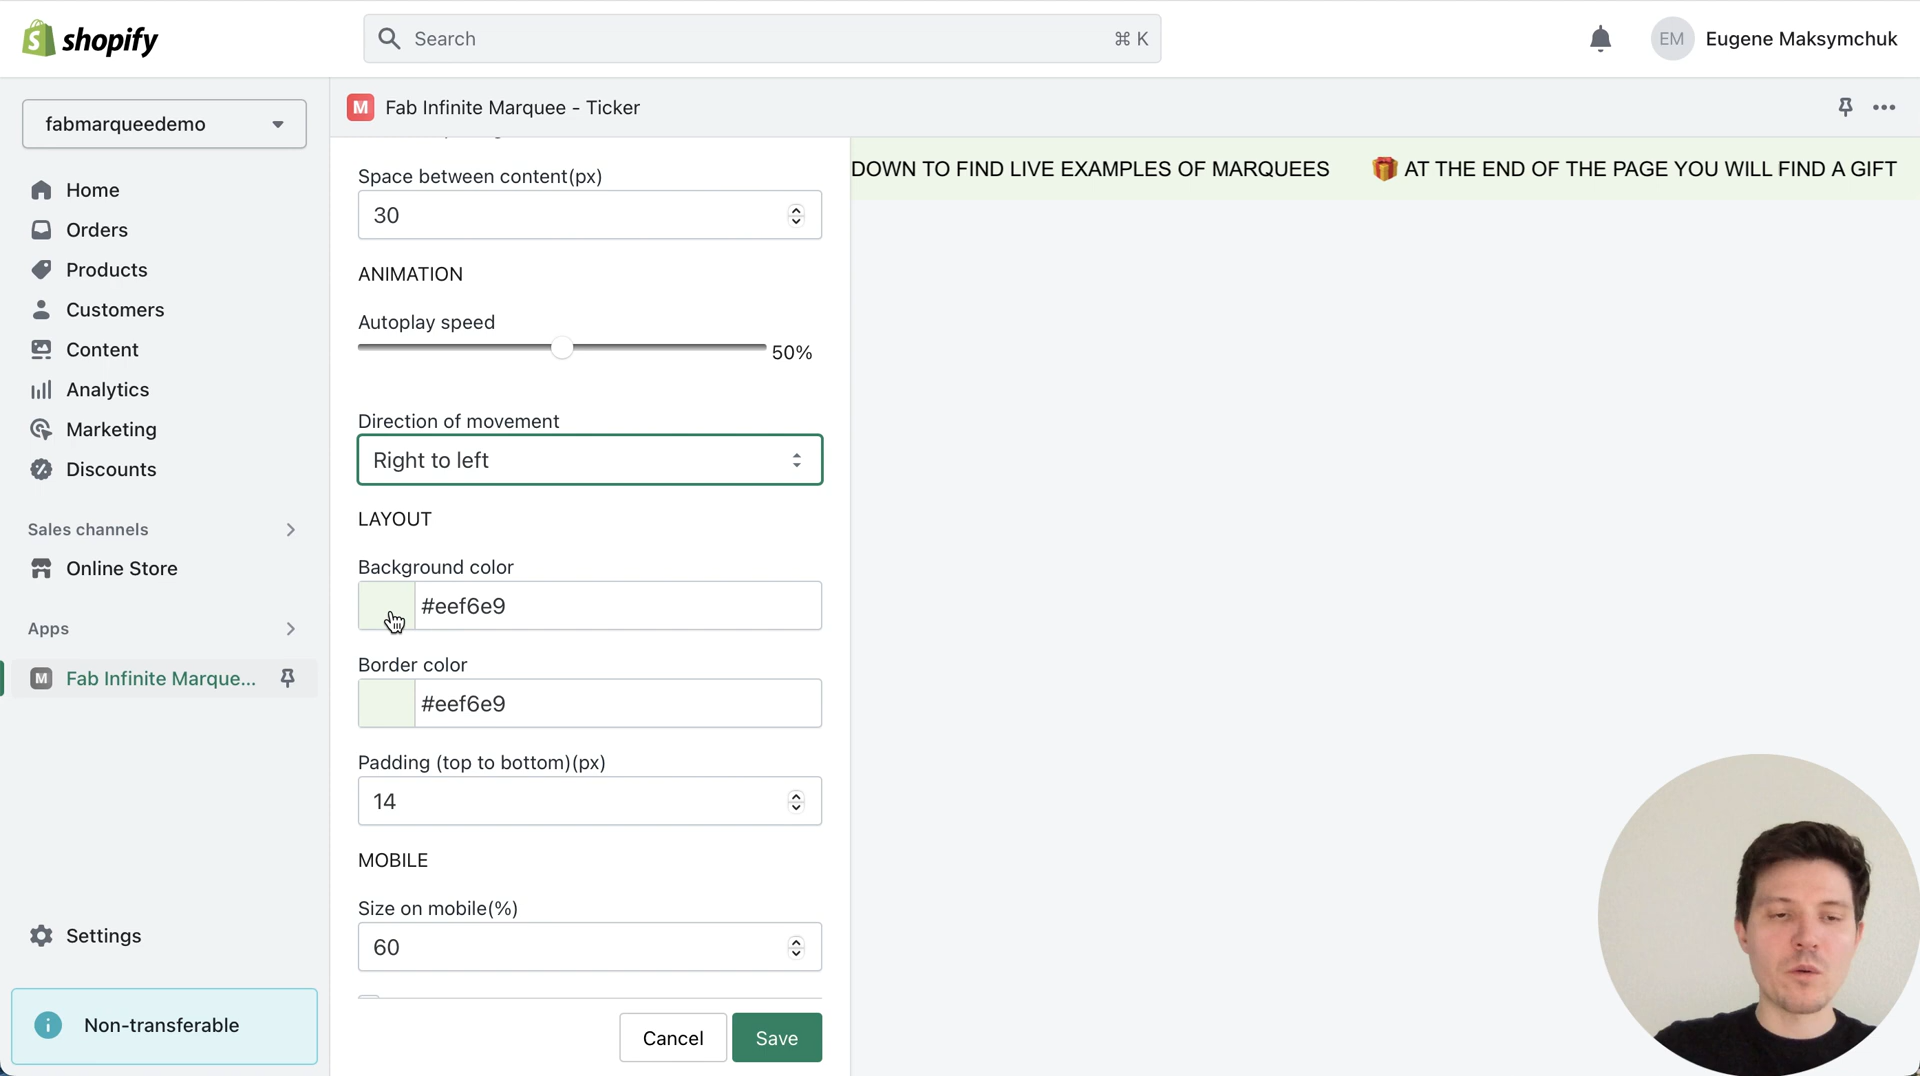 shopify
Search
⌘ K
EM
Eugene Maksymchuk
fabmarqueedemo
M
Fab Infinite Marquee - Ticker
Home
Orders
Products
Customers
Content
Analytics
Marketing
Discounts
Sales channels
Online Store
Apps
M
Fab Infinite Marque...
Settings
Non-transferable
Space between content(px)
30
ANIMATION
Autoplay speed
50%
Direction of movement
Right to left
LAYOUT
Background color
#eef6e9
Border color
#eef6e9
Padding (top to bottom)(px)
14
MOBILE
Size on mobile(%)
60
Cancel
Save
DOWN TO FIND LIVE EXAMPLES OF MARQUEES
🎁 AT THE END OF THE PAGE YOU WILL FIND A GIFT